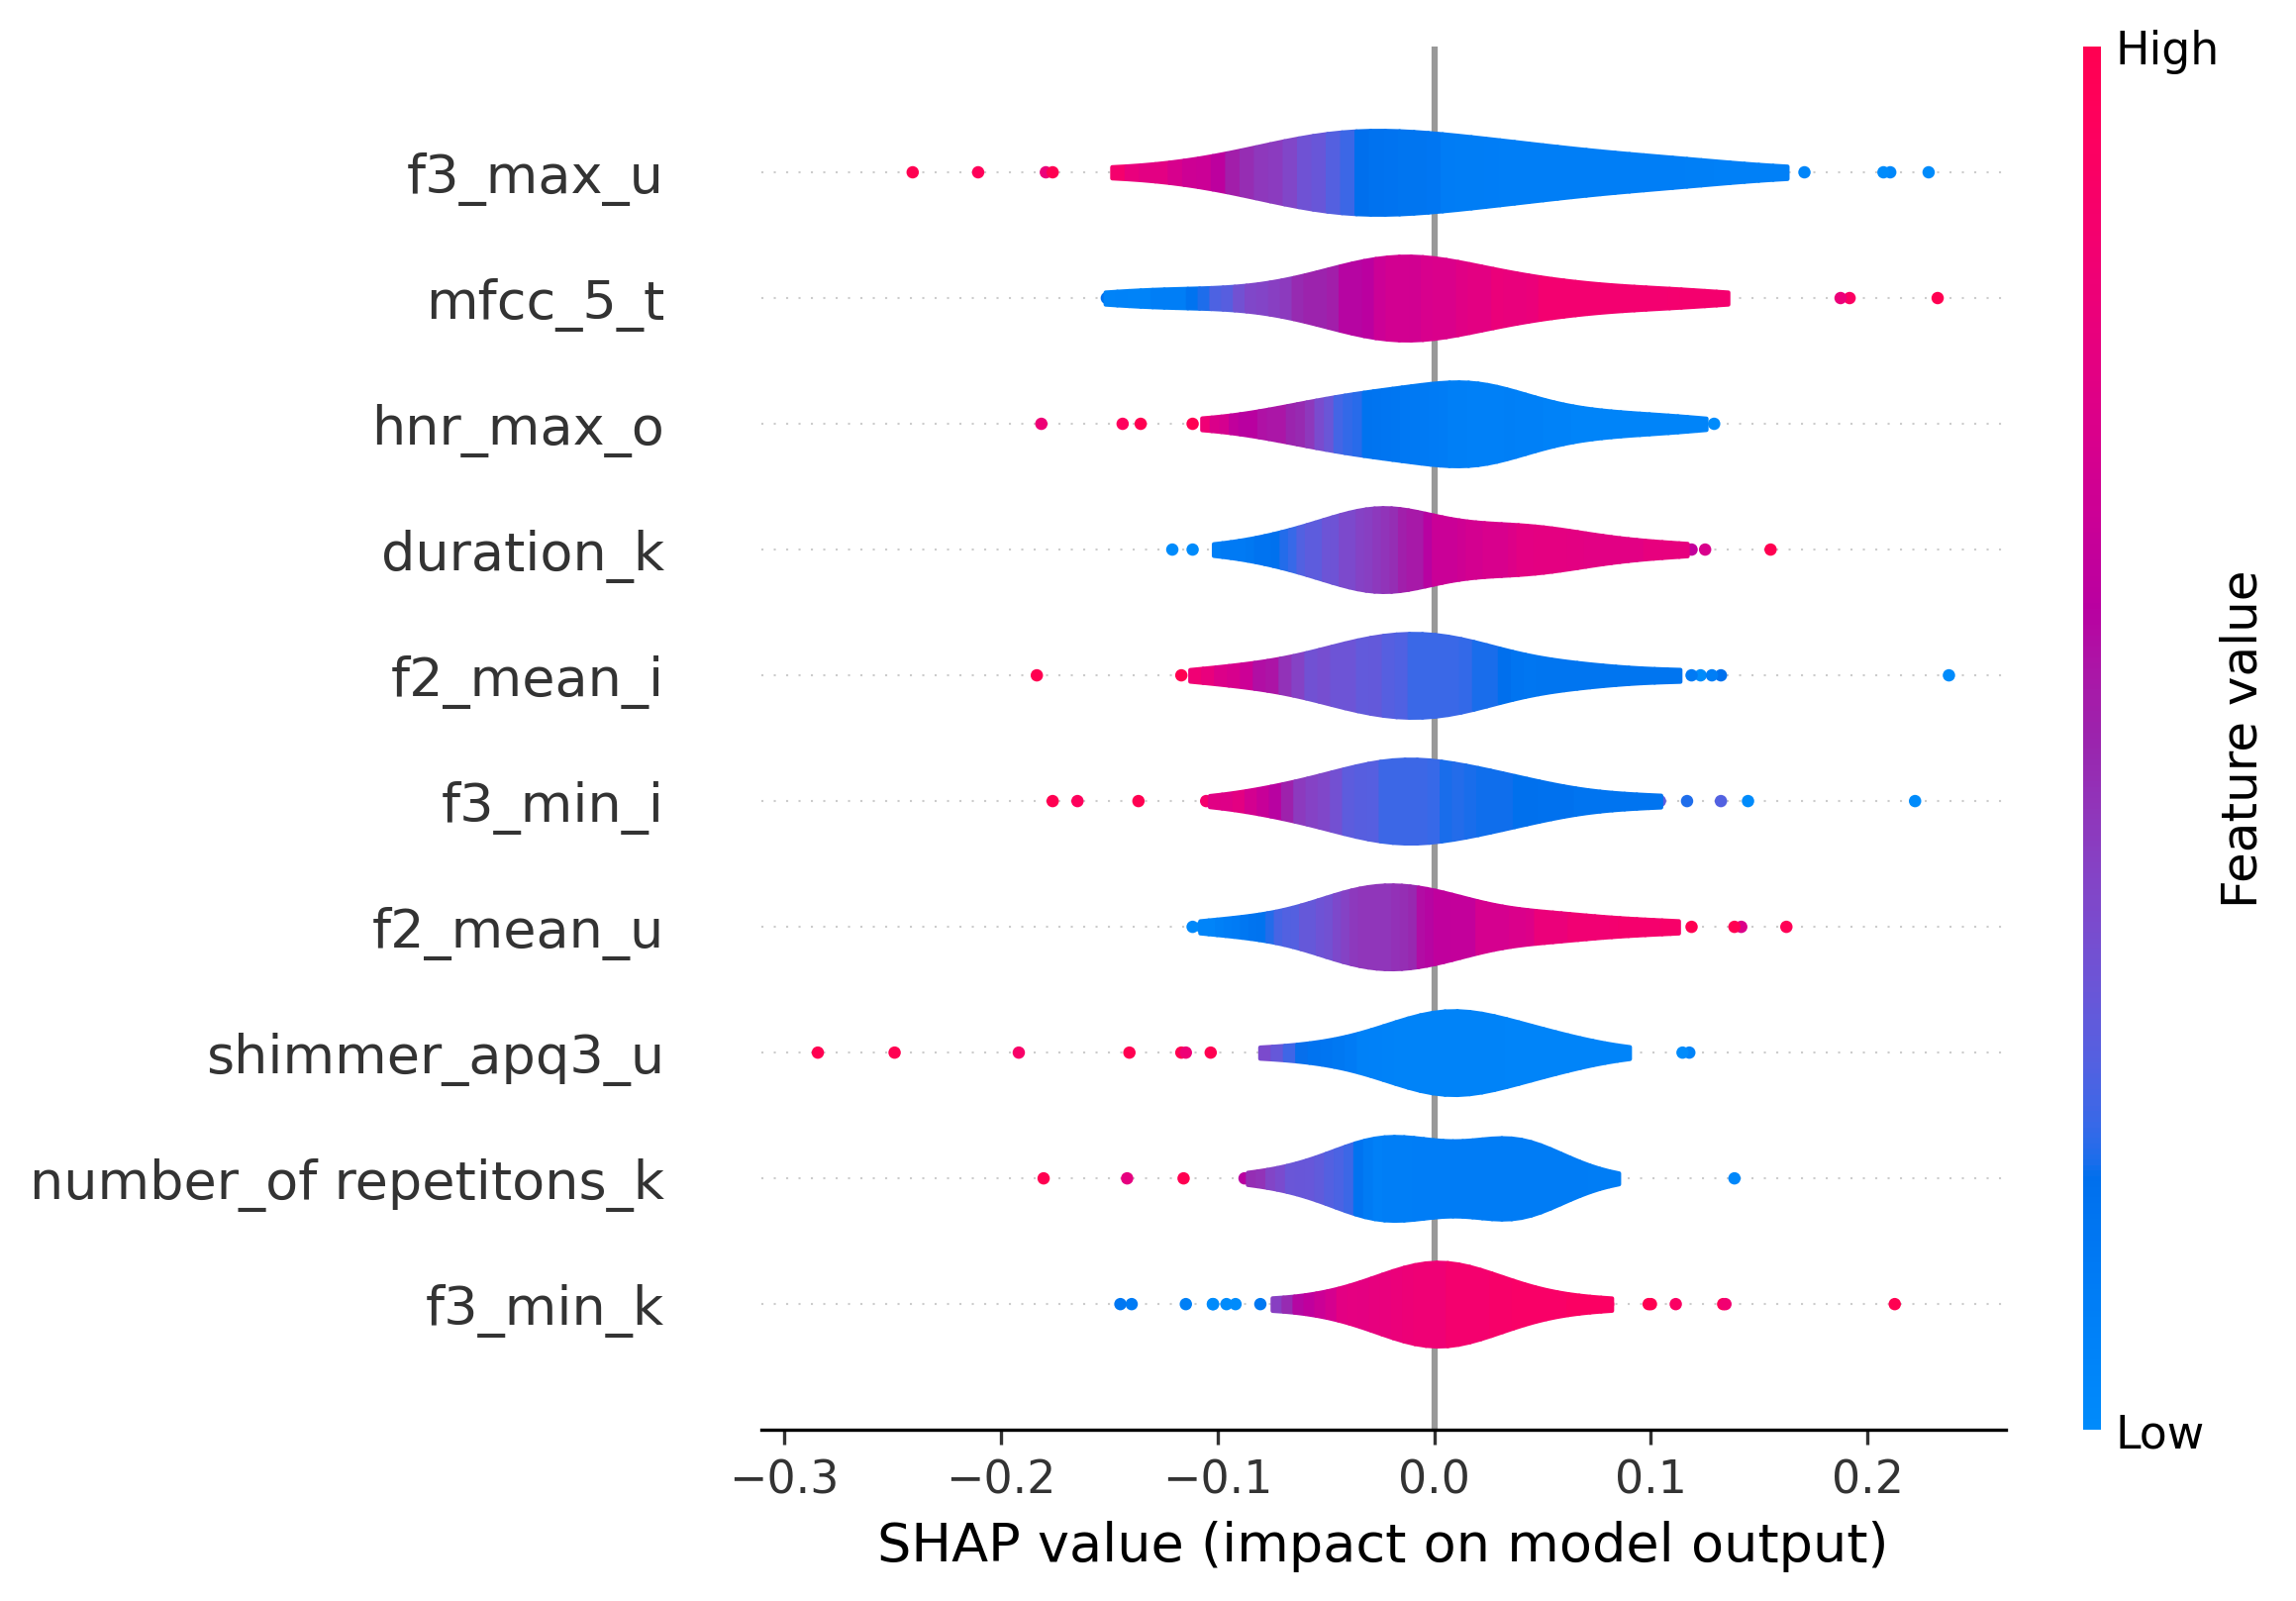 High
f3_max_u
mfcc_5_t
hnr_max_o
duration_k
f2_mean_i
f3_min_i
f2_mean_u
shimmer_apq3_u
number_of repetitons_k
f3_min_k
Feature value
Low
−0.3 −0.2 −0.1 0.0 0.1 0.2
SHAP value (impact on model output)